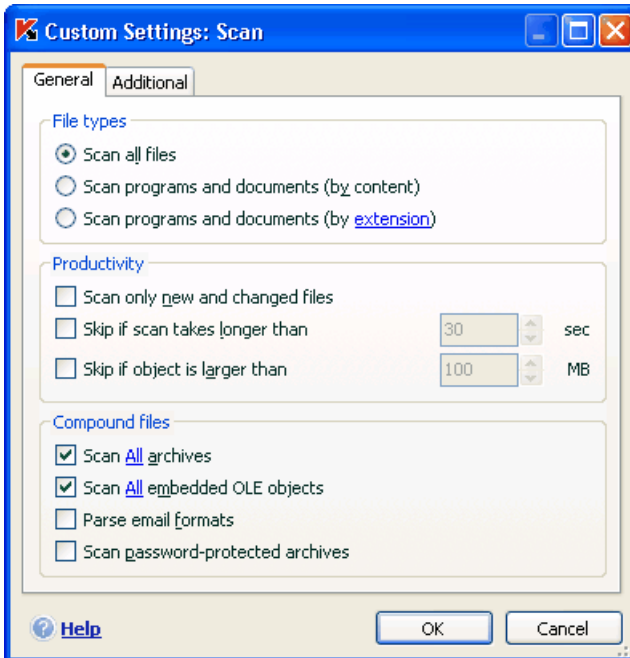 Custom Settings: Scan
General Additional
File types
Scan all files
Scan programs and documents (by content)
Scan programs and documents (by extension)
Productivity
Scan only new and changed files
Skip if scan takes longer than 30 sec
Skip if object is larger than 100 MB
Compound files
Scan All archives
Scan All embedded OLE objects
Parse email formats
Scan password-protected archives
Help OK Cancel